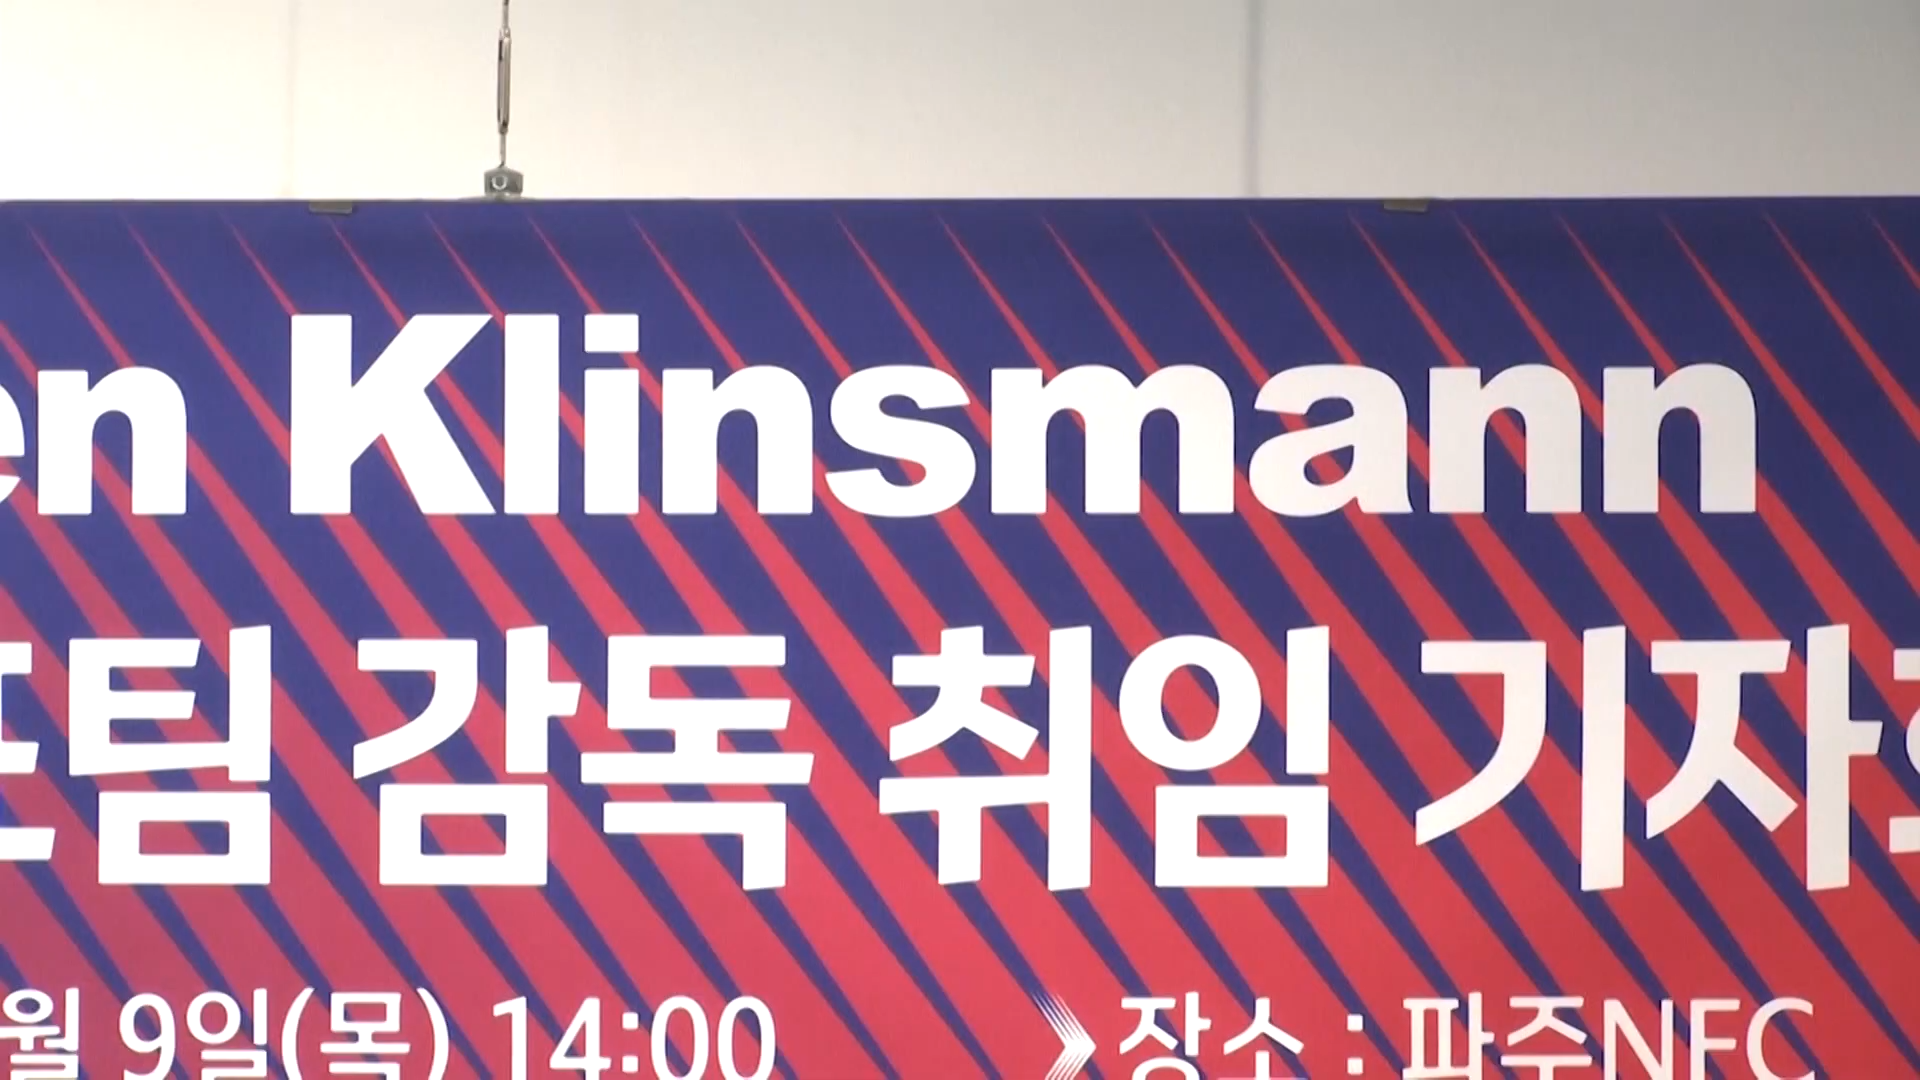 en Klinsmann
표팀 감독 취임 기자회
월 9일(목) 14:00
장소 : 파주NFC